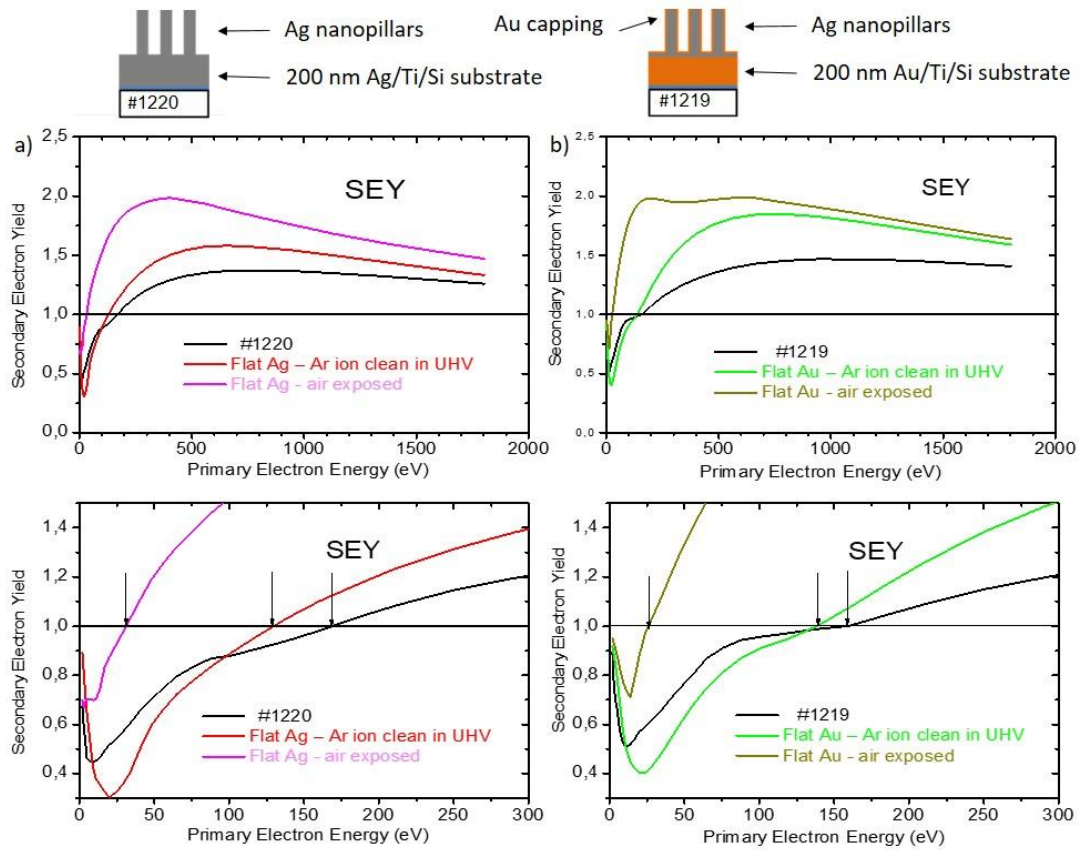 Ag nanopillars
200 nm Ag/Ti/Si substrate
#1220
Au capping
Ag nanopillars
200 nm Au/Ti/Si substrate
#1219
a)
SEY
Secondary Electron Yield
2,0
1,5
1,0
0,5
0,0
#1220
Flat Ag – Ar ion clean in UHV
Flat Ag - air exposed
0 500 1000 1500 2000
Primary Electron Energy (eV)
b)
SEY
Secondary Electron Yield
2,0
1,5
1,0
0,5
0,0
#1219
Flat Au – Ar ion clean in UHV
Flat Au - air exposed
0 500 1000 1500 2000
Primary Electron Energy (eV)
SEY
Secondary Electron Yield
1,4
1,2
1,0
0,8
0,6
0,4
#1220
Flat Ag – Ar ion clean in UHV
Flat Ag - air exposed
0 50 100 150 200 250 300
Primary Electron Energy (eV)
SEY
Secondary Electron Yield
1,4
1,2
1,0
0,8
0,6
0,4
#1219
Flat Au – Ar ion clean in UHV
Flat Au - air exposed
0 50 100 150 200 250 300
Primary Electron Energy (eV)